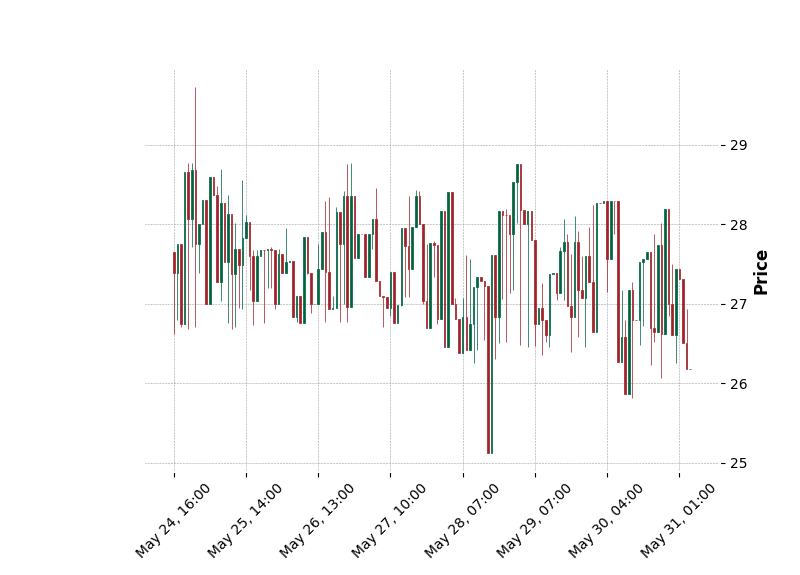 29
28
27
26
25
Price
May 24, 16:00
May 25, 14:00
May 26, 13:00
May 27, 10:00
May 28, 07:00
May 29, 07:00
May 30, 04:00
May 31, 01:00